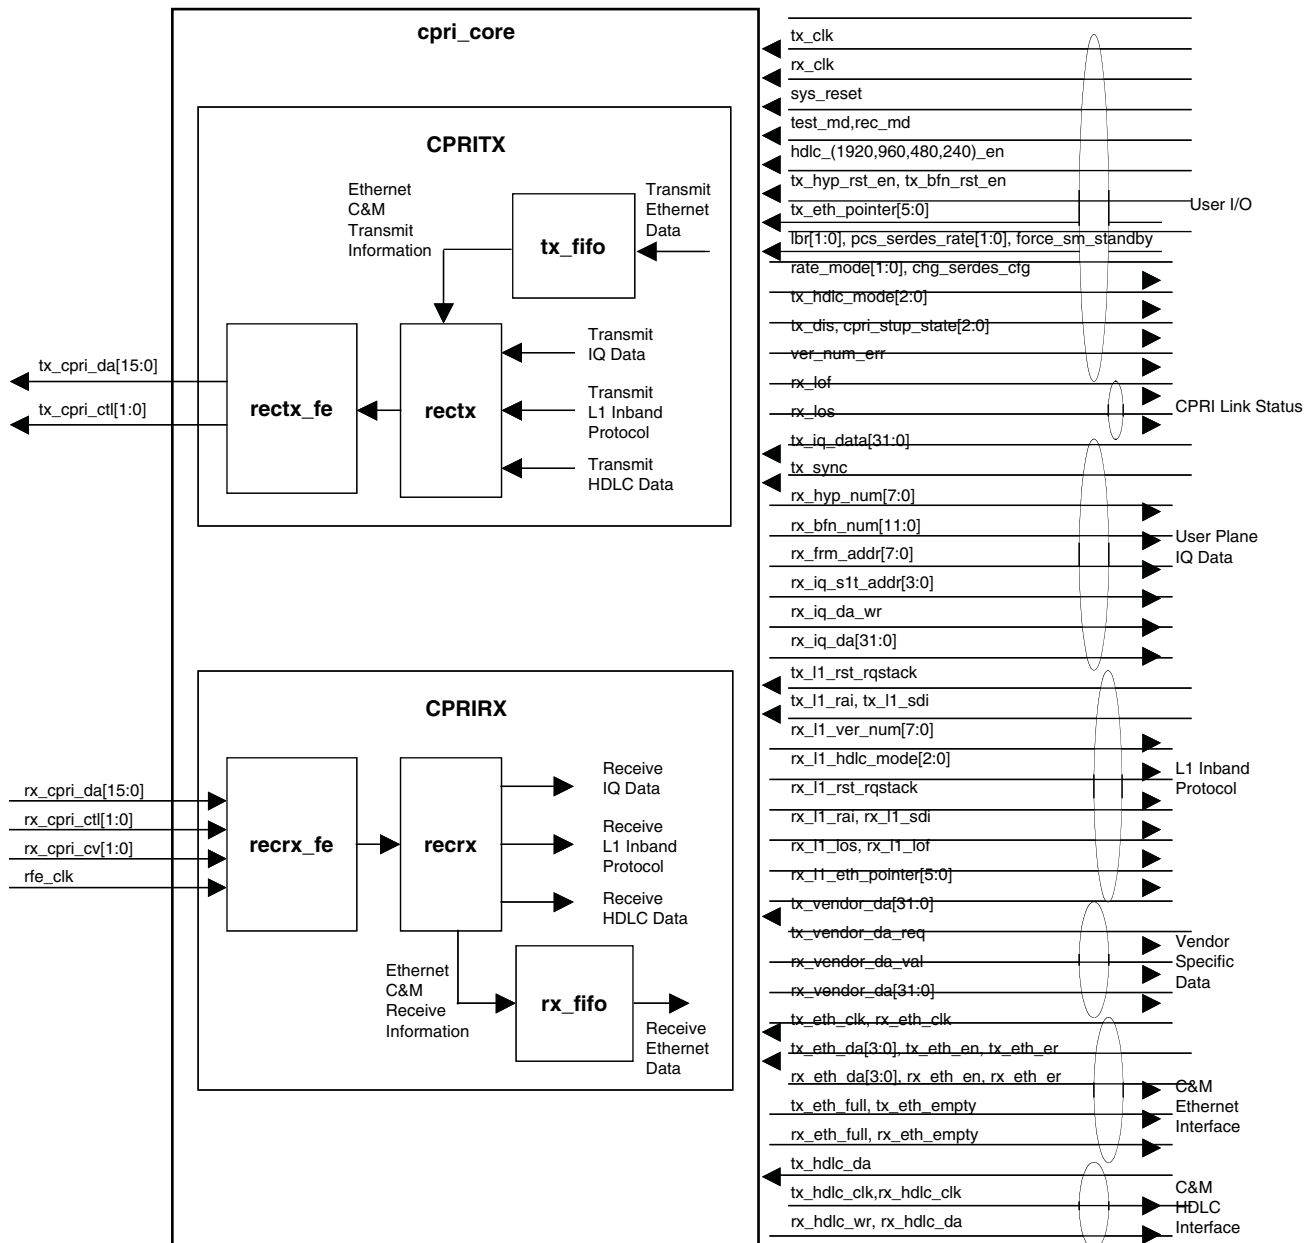 cpri_core
CPRITX
Ethernet
C&M
Transmit
Information
tx_fifo
Transmit
Ethernet
Data
rectx_fe
rectx
Transmit
IQ Data
Transmit
L1 Inband
Protocol
Transmit
HDLC Data
tx_cpri_da[15:0]
tx_cpri_ctl[1:0]
CPRIRX
rx_cpri_da[15:0]
rx_cpri_ctl[1:0]
rx_cpri_cv[1:0]
rfe_clk
recrx_fe
recrx
Receive
IQ Data
Receive
L1 Inband
Protocol
Receive
HDLC Data
Ethernet
C&M
Receive
Information
rx_fifo
Receive
Ethernet
Data
tx_clk
rx_clk
sys_reset
test_md,rec_md
hdlc_(1920,960,480,240)_en
tx_hyp_rst_en, tx_bfn_rst_en
tx_eth_pointer[5:0]
lbr[1:0], pcs_serdes_rate[1:0], force_sm_standby
rate_mode[1:0], chg_serdes_cfg
tx_hdlc_mode[2:0]
tx_dis, cpri_stup_state[2:0]
ver_num_err
User I/O
rx_lof
rx_los
CPRI Link Status
tx_iq_data[31:0]
tx_sync
rx_hyp_num[7:0]
rx_bfn_num[11:0]
rx_frm_addr[7:0]
rx_iq_s1t_addr[3:0]
rx_iq_da_wr
rx_iq_da[31:0]
User Plane
IQ Data
tx_l1_rst_rqstack
tx_l1_rai, tx_l1_sdi
rx_l1_ver_num[7:0]
rx_l1_hdlc_mode[2:0]
rx_l1_rst_rqstack
rx_l1_rai, rx_l1_sdi
rx_l1_los, rx_l1_lof
rx_l1_eth_pointer[5:0]
L1 Inband
Protocol
tx_vendor_da[31:0]
tx_vendor_da_req
rx_vendor_da_val
rx_vendor_da[31:0]
Vendor
Specific
Data
tx_eth_clk, rx_eth_clk
tx_eth_da[3:0], tx_eth_en, tx_eth_er
rx_eth_da[3:0], rx_eth_en, rx_eth_er
tx_eth_full, tx_eth_empty
rx_eth_full, rx_eth_empty
C&M
Ethernet
Interface
tx_hdlc_da
tx_hdlc_clk,rx_hdlc_clk
rx_hdlc_wr, rx_hdlc_da
C&M
HDLC
Interface